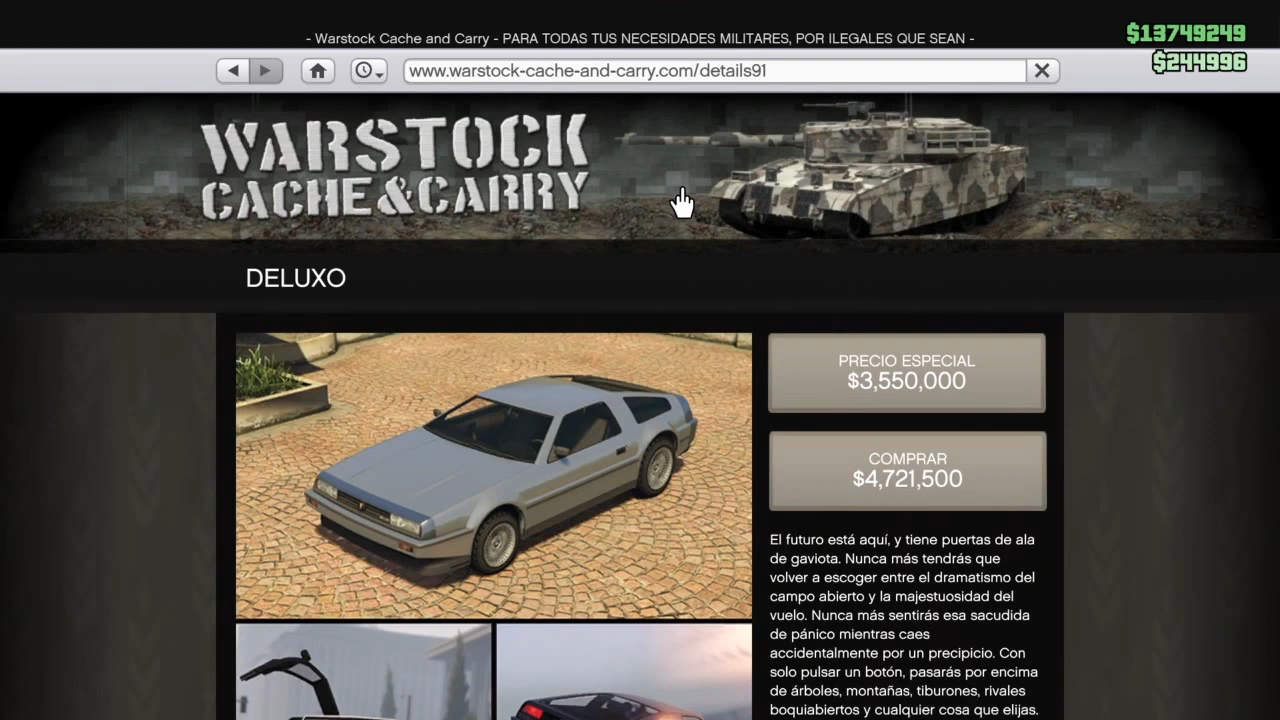 - Warstock Cache and Carry - PARA TODAS TUS NECESIDADES MILITARES, POR ILEGALES QUE SEAN -
$13749249
$244996
www.warstock-cache-and-carry.com/details91
WARSTOCK
CACHE&CARRY
DELUXO
PRECIO ESPECIAL
$3,550,000
COMPRAR
$4,721,500
El futuro está aquí, y tiene puertas de ala
de gaviota. Nunca más tendrás que
volver a escoger entre el dramatismo del
campo abierto y la majestuosidad del
vuelo. Nunca más sentirás esa sacudida
de pánico mientras caes
accidentalmente por un precipicio. Con
solo pulsar un botón, pasarás por encima
de árboles, montañas, tiburones, rivales
boquiabiertos y cualquier cosa que elijas.